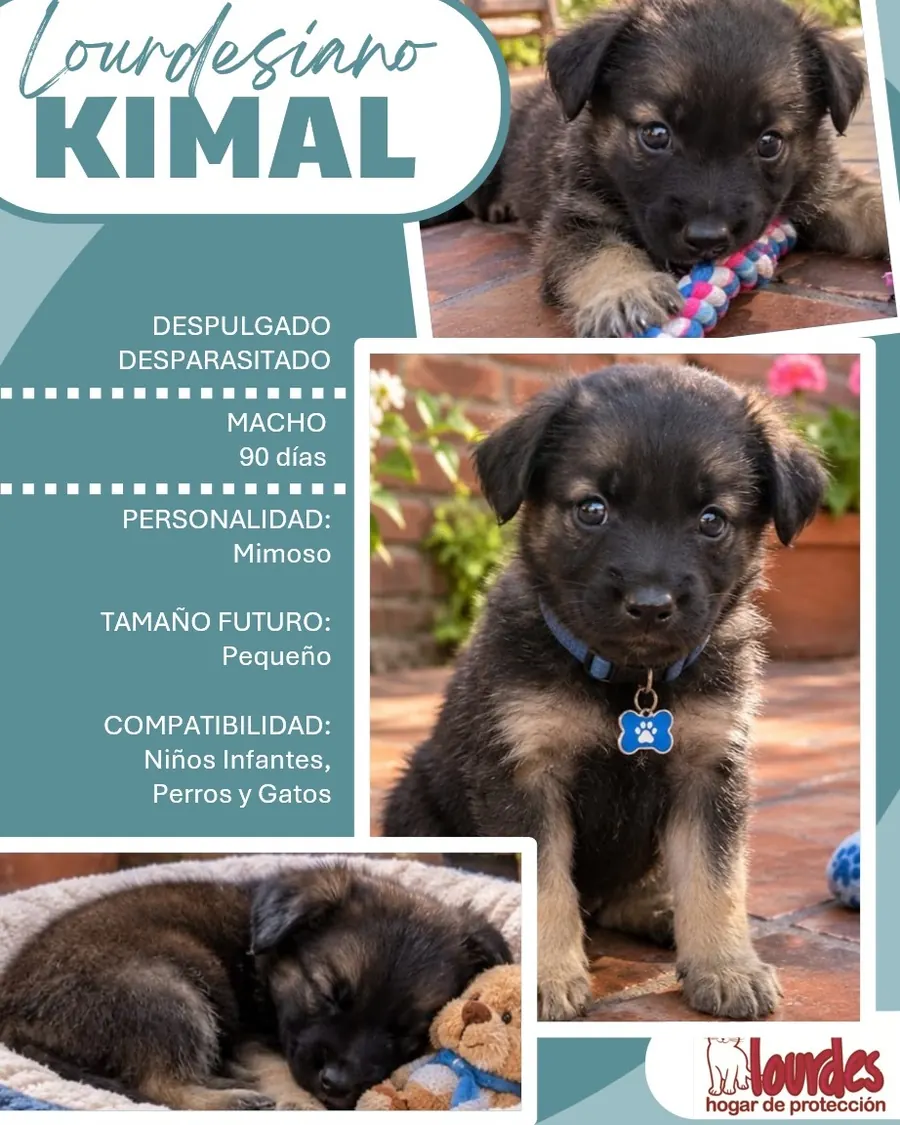 Lourdesiano
KIMAL
DESPULGADO
DESPARASITADO
MACHO
90 días
PERSONALIDAD:
Mimoso
TAMAÑO FUTURO:
Pequeño
COMPATIBILIDAD:
Niños Infantes,
Perros y Gatos
lourdes
hogar de protección